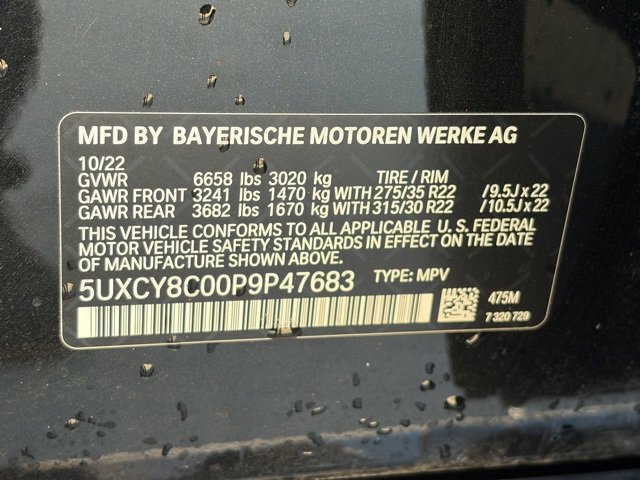 MFD BY BAYERISCHE MOTOREN WERKE AG
10/22
GVWR 6658 lbs 3020 kg TIRE / RIM
GAWR FRONT 3241 lbs 1470 kg WITH 275/35 R22 /9.5J x 22
GAWR REAR 3682 lbs 1670 kg WITH 315/30 R22 /10.5J x 22
THIS VEHICLE CONFORMS TO ALL APPLICABLE U. S. FEDERAL
MOTOR VEHICLE SAFETY STANDARDS IN EFFECT ON THE DATE
OF MANUFACTURE SHOWN ABOVE.
5UXCY8C00P9P47683 TYPE: MPV
475M
7 320 729